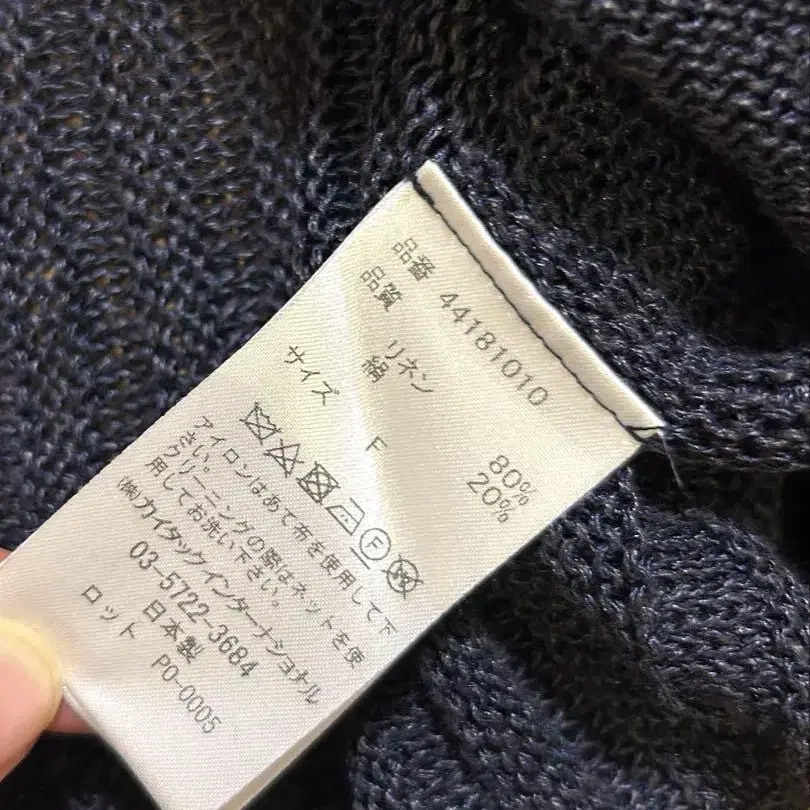 品番 44181010
品質
リネン 80%
絹 20%
サイズ F
F
アイロンはあて布を使用して下
さい。
クリーニングの際はネットを使
用してお洗い下さい。
(株)カイタックインターナショナル
03-5722-3684
日本製
ロット PO-0005